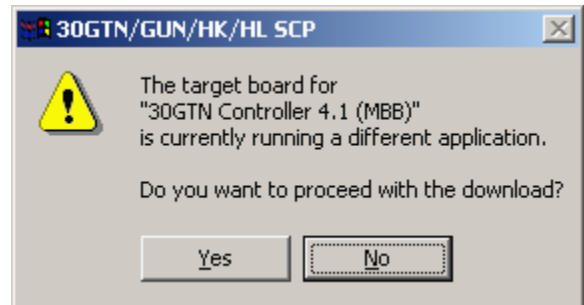 30GTN/GUN/HK/HL SCP
The target board for
"30GTN Controller 4.1 (MBB)"
is currently running a different application.
Do you want to proceed with the download?
Yes
No